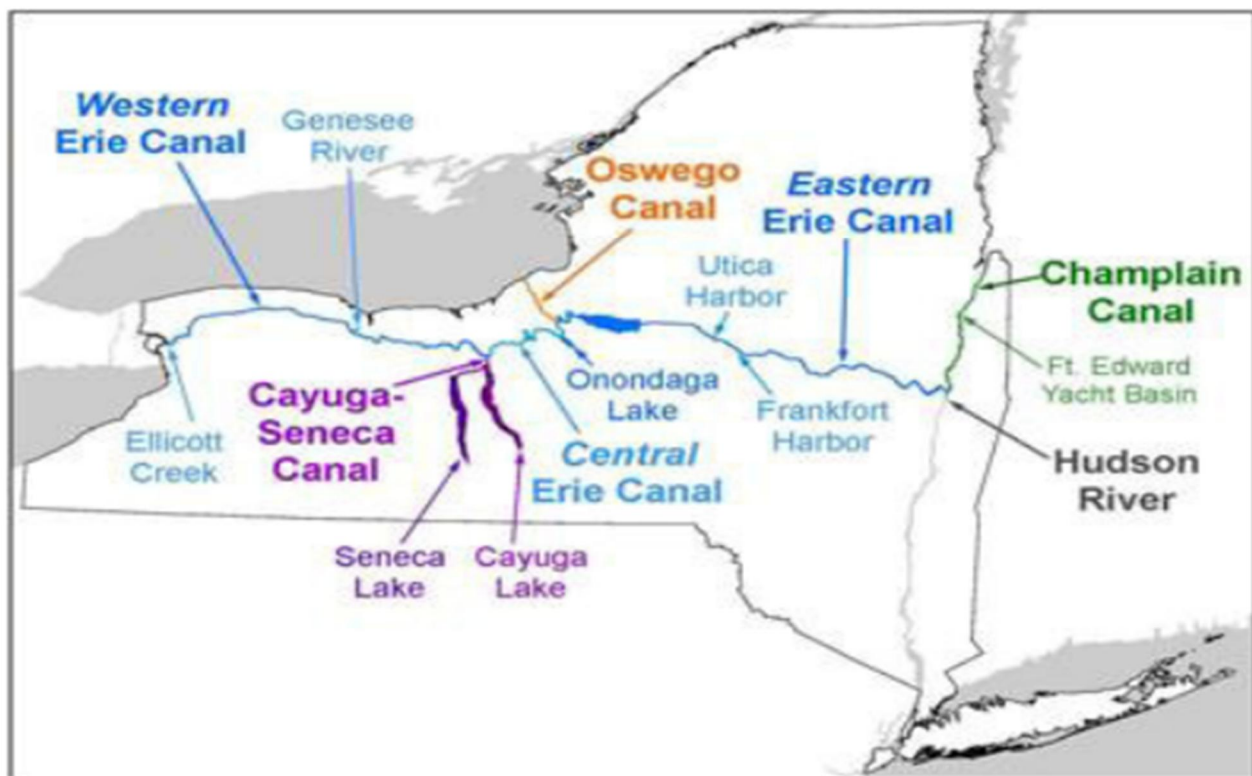 Western
Erie Canal
Genesee
River
Oswego
Canal
Eastern
Erie Canal
Utica
Harbor
Champlain
Canal
Ft. Edward
Yacht Basin
Onondaga
Lake
Cayuga-
Seneca
Canal
Frankfort
Harbor
Ellicott
Creek
Central
Erie Canal
Hudson
River
Seneca
Lake
Cayuga
Lake